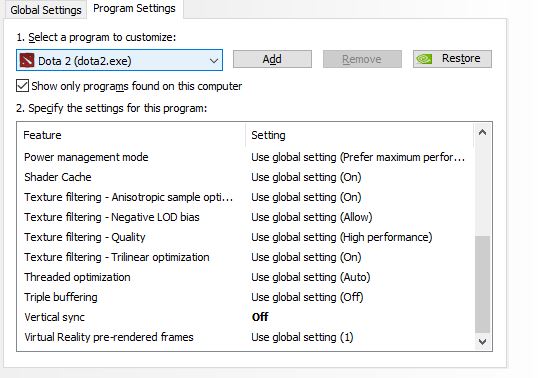 Global Settings Program Settings
1. Select a program to customize:
Dota 2 (dota2.exe) Add Remove Restore
Show only programs found on this computer
2. Specify the settings for this program:
Feature Setting
Power management mode Use global setting (Prefer maximum perfor...
Shader Cache Use global setting (On)
Texture filtering - Anisotropic sample opti... Use global setting (On)
Texture filtering - Negative LOD bias Use global setting (Allow)
Texture filtering - Quality Use global setting (High performance)
Texture filtering - Trilinear optimization Use global setting (On)
Threaded optimization Use global setting (Auto)
Triple buffering Use global setting (Off)
Vertical sync Off
Virtual Reality pre-rendered frames Use global setting (1)